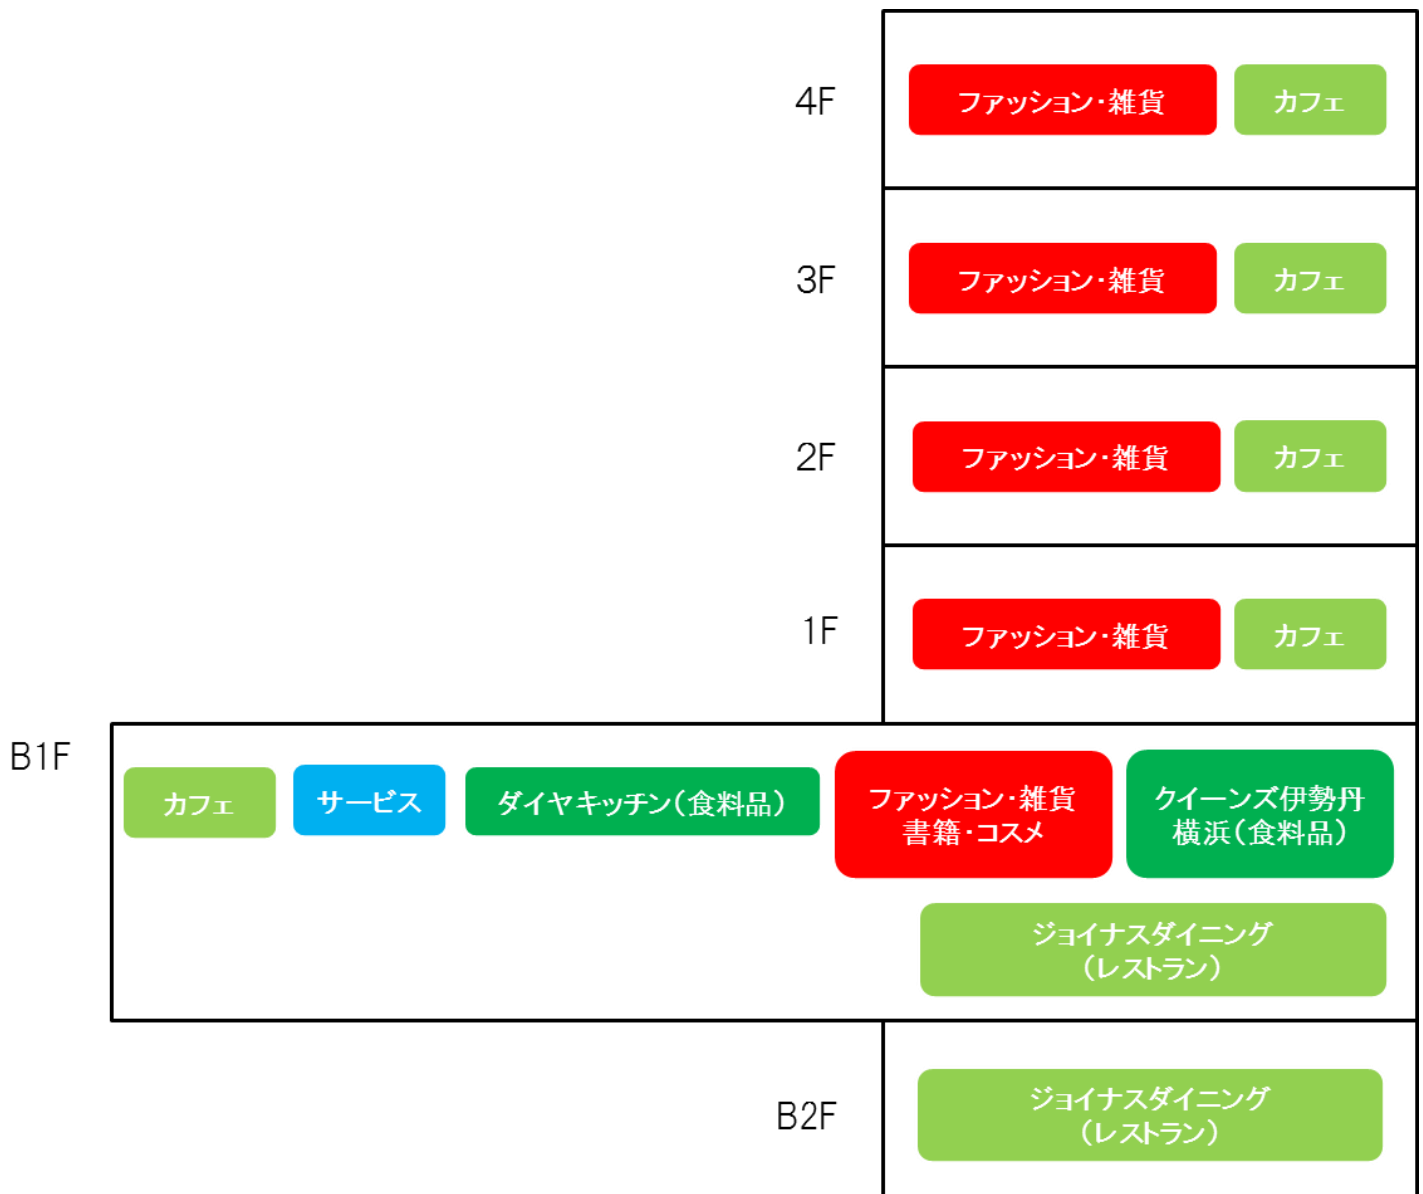 4F
ファッション・雑貨
カフェ
3F
ファッション・雑貨
カフェ
2F
ファッション・雑貨
カフェ
1F
ファッション・雑貨
カフェ
B1F
カフェ
サービス
ダイヤキッチン(食料品)
ファッション・雑貨
書籍・コスメ
クイーンズ伊勢丹
横浜(食料品)
ジョイナスダイニング
(レストラン)
B2F
ジョイナスダイニング
(レストラン)